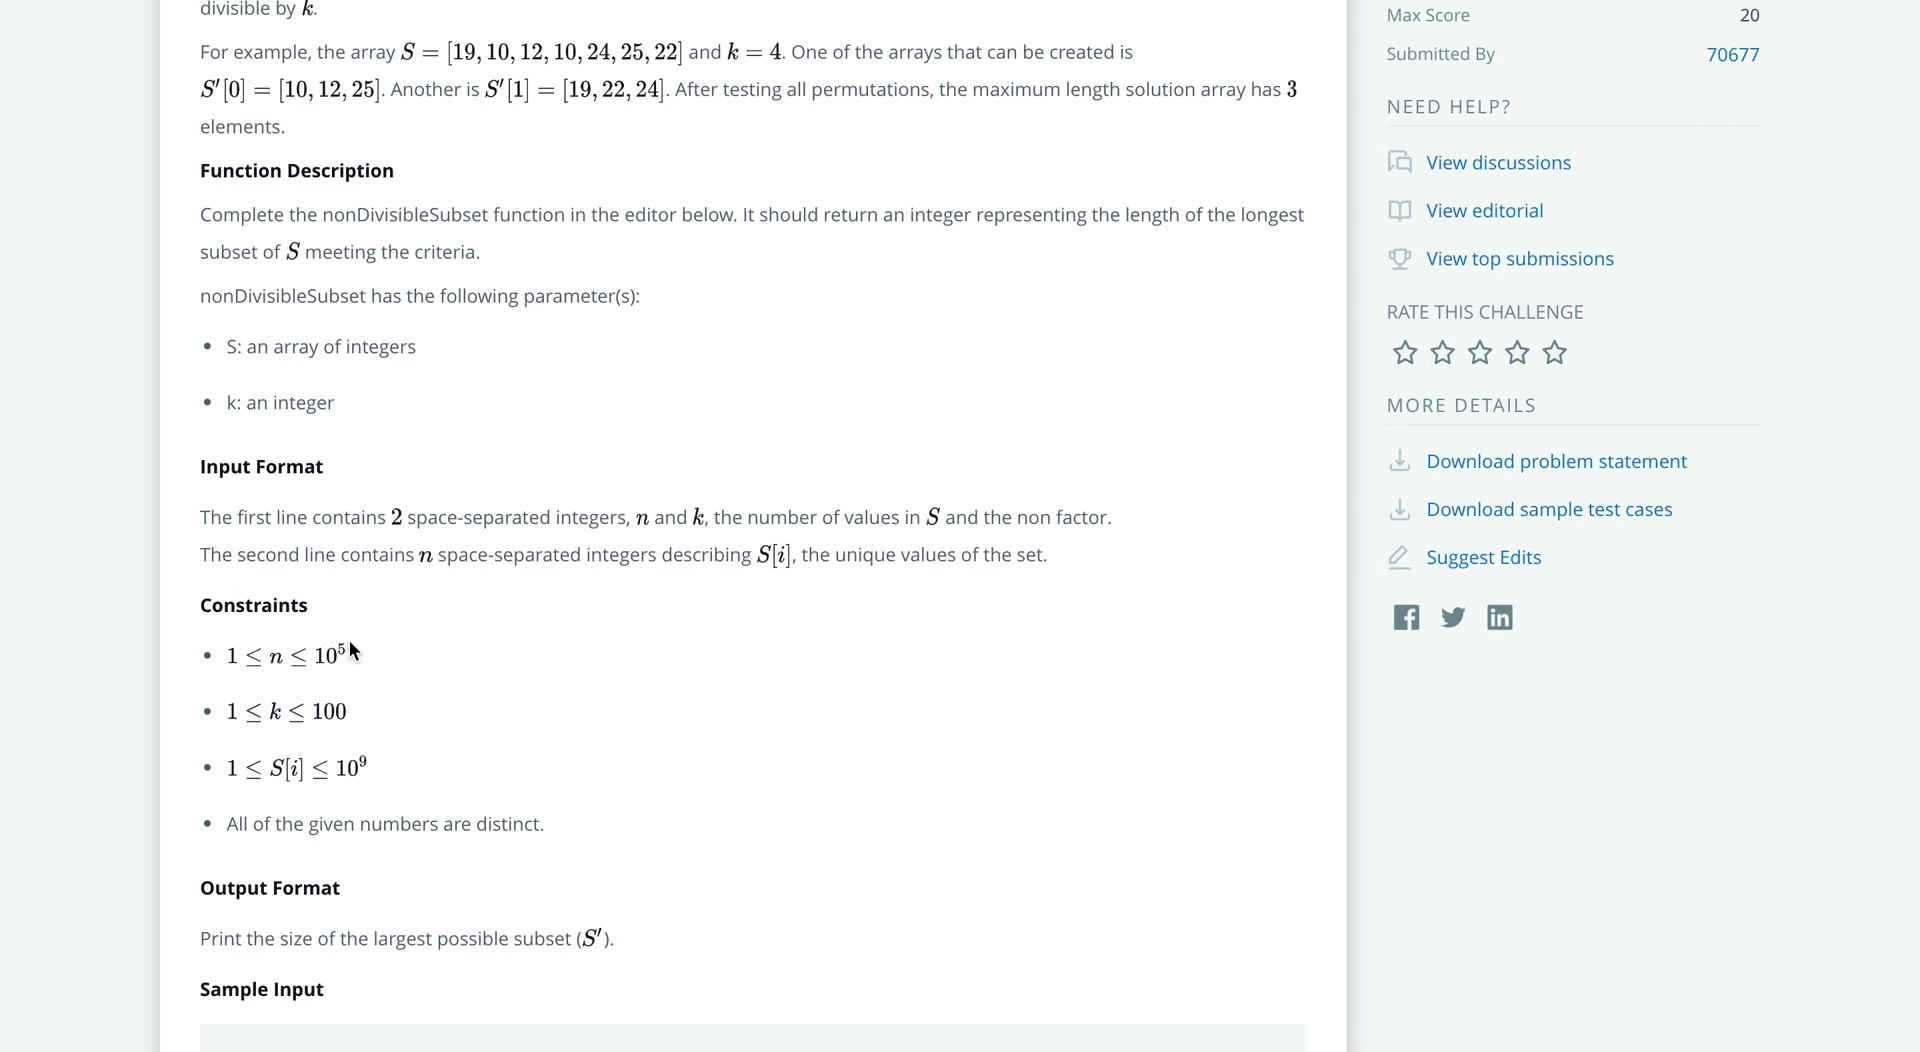 divisible by k.
For example, the array S = [19, 10, 12, 10, 24, 25, 22] and k = 4. One of the arrays that can be created is
S′[0] = [10, 12, 25]. Another is S′[1] = [19, 22, 24]. After testing all permutations, the maximum length solution array has 3
elements.
Function Description
Complete the nonDivisibleSubset function in the editor below. It should return an integer representing the length of the longest
subset of S meeting the criteria.
nonDivisibleSubset has the following parameter(s):
• S: an array of integers
• k: an integer
Input Format
The first line contains 2 space-separated integers, n and k, the number of values in S and the non factor.
The second line contains n space-separated integers describing S[i], the unique values of the set.
Constraints
• 1 ≤ n ≤ 10⁵
• 1 ≤ k ≤ 100
• 1 ≤ S[i] ≤ 10⁹
• All of the given numbers are distinct.
Output Format
Print the size of the largest possible subset (S′).
Sample Input
Max Score 20
Submitted By 70677
NEED HELP?
View discussions
View editorial
View top submissions
RATE THIS CHALLENGE
MORE DETAILS
Download problem statement
Download sample test cases
Suggest Edits